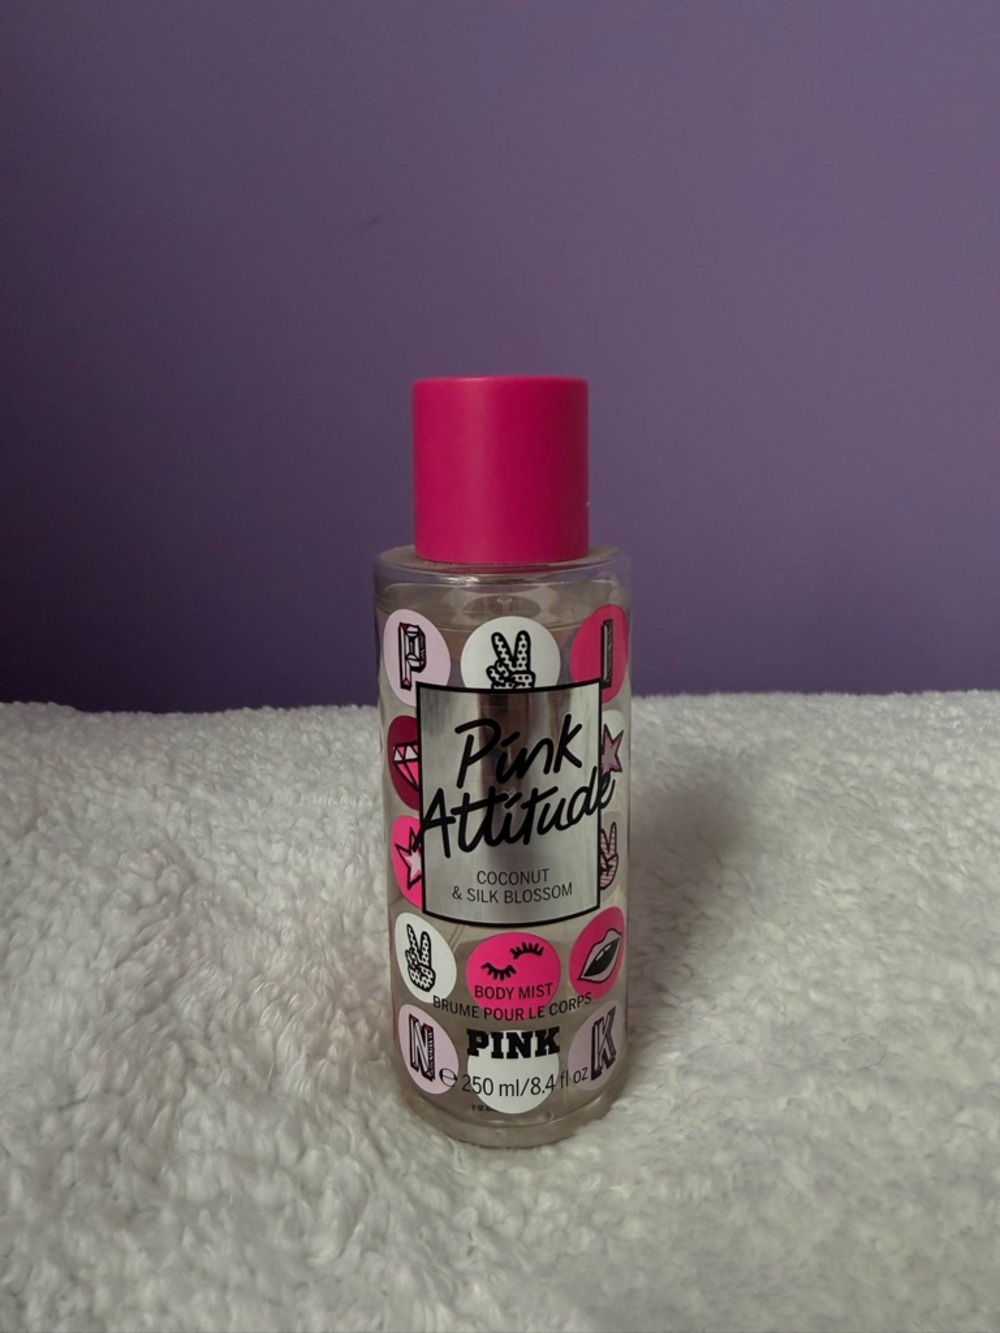 P I
Pink
Attitude
COCONUT
& SILK BLOSSOM
BODY MIST
BRUME POUR LE CORPS
PINK
N K
℮ 250 ml/8.4 fl oz